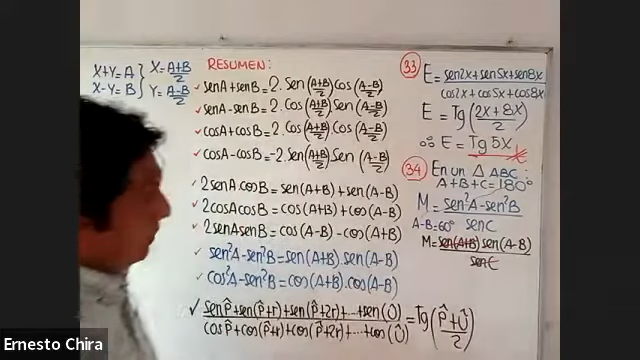 X+Y=A } X=A+B/2
X-Y=B } Y=A-B/2
RESUMEN:
senA+senB=2.Sen(A+B/2)Cos(A-B/2)
senA-senB=2.Cos(A+B/2).Sen(A-B/2)
cosA+cosB=2.Cos(A+B/2)Cos(A-B/2)
cosA-cosB=-2.Sen(A+B/2)Sen(A-B/2)
2senA.cosB=sen(A+B)+sen(A-B)
2cosAcosB=cos(A+B)+cos(A-B)
2senAsenB=cos(A-B)-cos(A+B)
sen²A-sen²B=sen(A+B).sen(A-B)
cos²A-sen²B=cos(A+B).cos(A-B)
senP̂+sen(P̂+r)+sen(P̂+2r)+...+sen(Û)/cosP̂+cos(P̂+r)+cos(P̂+2r)+...+cos(Û)=Tg(P̂+Û/2)
33 E=sen2x+sen5x+sen8x/cos2x+cos5x+cos8x
E=Tg(2x+8x/2)
∴ E=Tg5x
34 En un △ ABC:
A+B+C=180°
M=sen²A-sen²B/senC
A-B=60°
M=sen(A+B)sen(A-B)/senC
Ernesto Chira